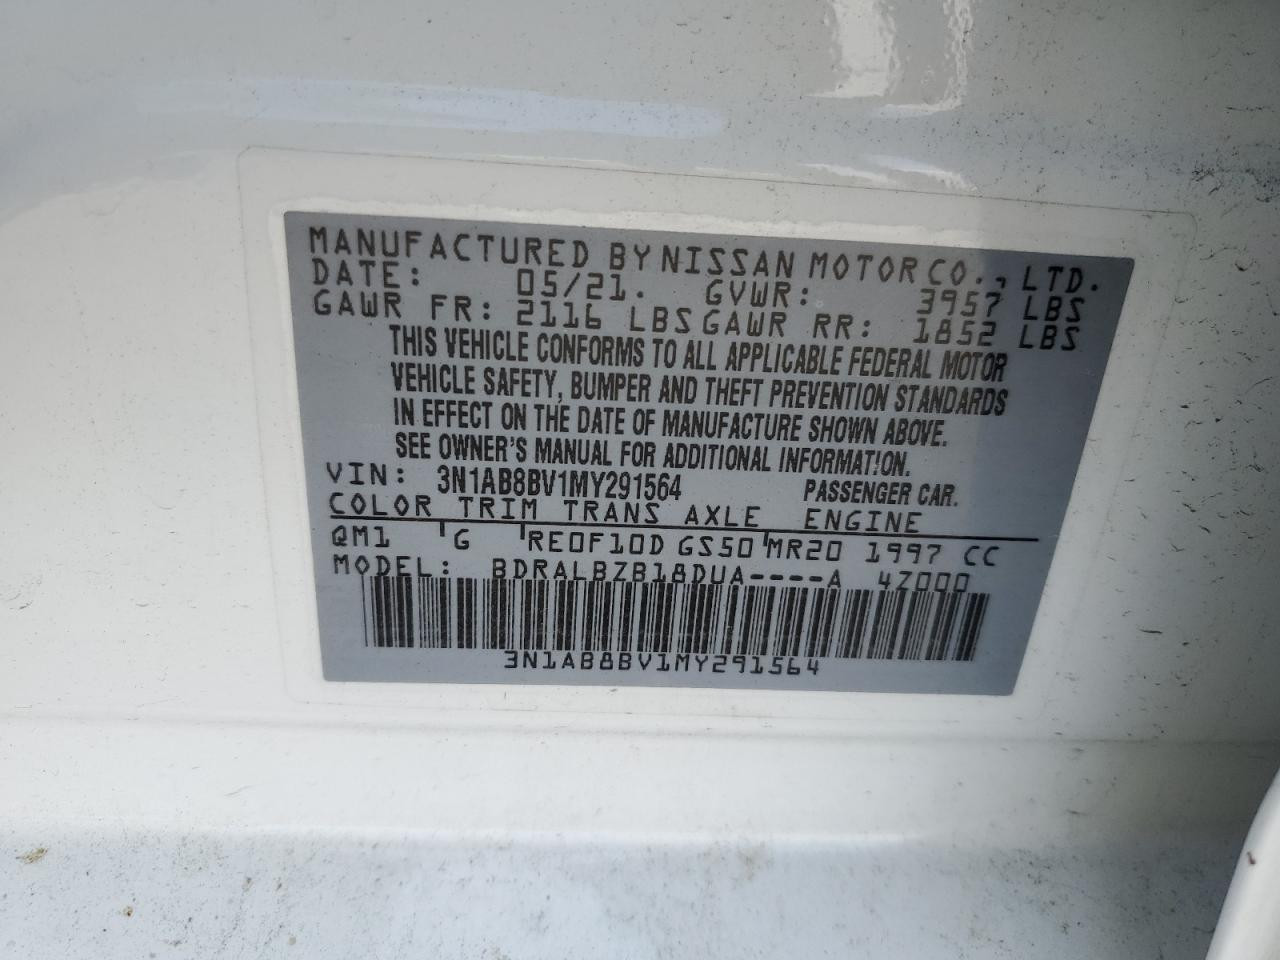 MANUFACTURED BY NISSAN MOTOR CO., LTD.
DATE: 05/21. GVWR: 3957 LBS
GAWR FR: 2116 LBS GAWR RR: 1852 LBS
THIS VEHICLE CONFORMS TO ALL APPLICABLE FEDERAL MOTOR
VEHICLE SAFETY, BUMPER AND THEFT PREVENTION STANDARDS
IN EFFECT ON THE DATE OF MANUFACTURE SHOWN ABOVE.
SEE OWNER'S MANUAL FOR ADDITIONAL INFORMATION.
VIN: 3N1AB8BV1MY291564 PASSENGER CAR.
COLOR TRIM TRANS AXLE ENGINE
QM1 G RE0F10D GS50 MR20 1997 CC
MODEL: BDRALBZB18DUA----A 4Z000
3N1AB8BV1MY291564